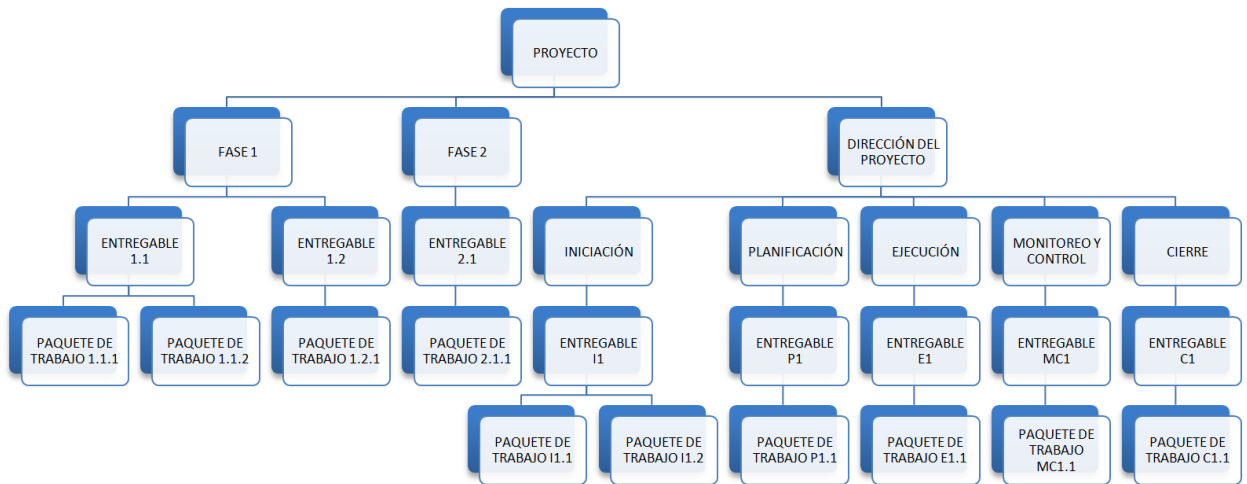 PROYECTO
FASE 1
FASE 2
DIRECCIÓN DEL
PROYECTO
ENTREGABLE
1.1
ENTREGABLE
1.2
ENTREGABLE
2.1
INICIACIÓN
PLANIFICACIÓN
EJECUCIÓN
MONITOREO Y
CONTROL
CIERRE
PAQUETE DE
TRABAJO 1.1.1
PAQUETE DE
TRABAJO 1.1.2
PAQUETE DE
TRABAJO 1.2.1
PAQUETE DE
TRABAJO 2.1.1
ENTREGABLE
I1
ENTREGABLE
P1
ENTREGABLE
E1
ENTREGABLE
MC1
ENTREGABLE
C1
PAQUETE DE
TRABAJO I1.1
PAQUETE DE
TRABAJO I1.2
PAQUETE DE
TRABAJO P1.1
PAQUETE DE
TRABAJO E1.1
PAQUETE DE
TRABAJO
MC1.1
PAQUETE DE
TRABAJO C1.1